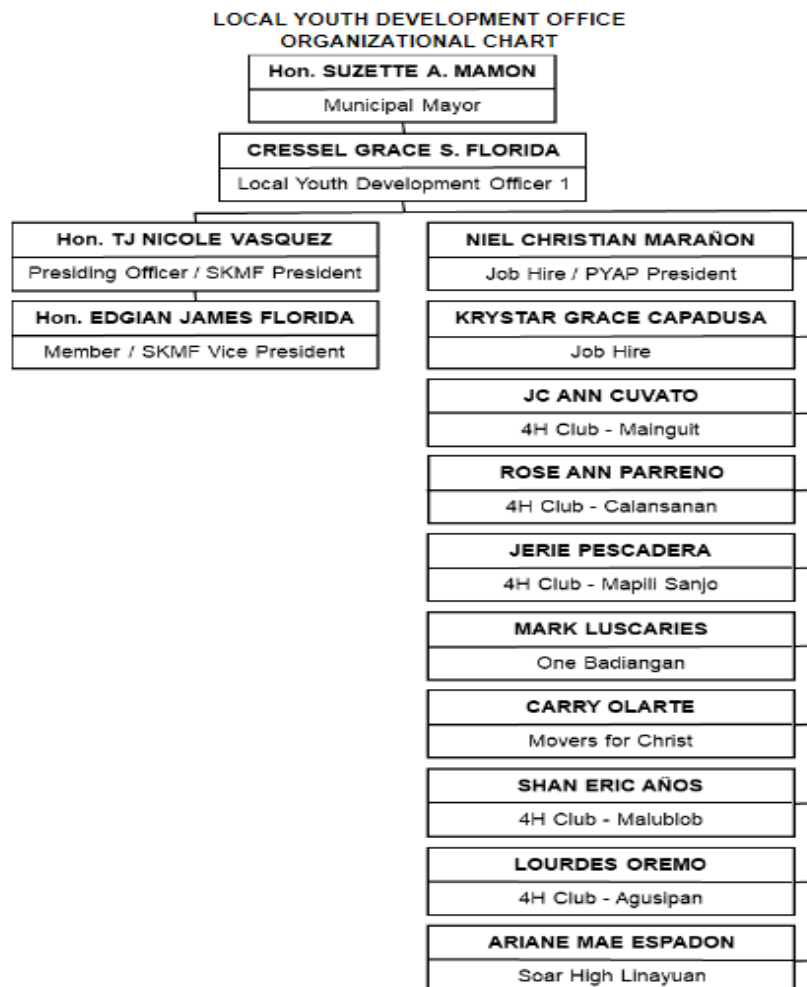 LOCAL YOUTH DEVELOPMENT OFFICE
ORGANIZATIONAL CHART
Hon. SUZETTE A. MAMON
Municipal Mayor
CRESSEL GRACE S. FLORIDA
Local Youth Development Officer 1
Hon. TJ NICOLE VASQUEZ
Presiding Officer / SKMF President
Hon. EDGIAN JAMES FLORIDA
Member / SKMF Vice President
NIEL CHRISTIAN MARAÑON
Job Hire / PYAP President
KRYSTAR GRACE CAPADUSA
Job Hire
JC ANN CUVATO
4H Club - Mainguit
ROSE ANN PARRENO
4H Club - Calansanan
JERIE PESCADERA
4H Club - Mapili Sanjo
MARK LUSCARIES
One Badiangan
CARRY OLARTE
Movers for Christ
SHAN ERIC AÑOS
4H Club - Malublob
LOURDES OREMO
4H Club - Agusipan
ARIANE MAE ESPADON
Soar High Linayuan